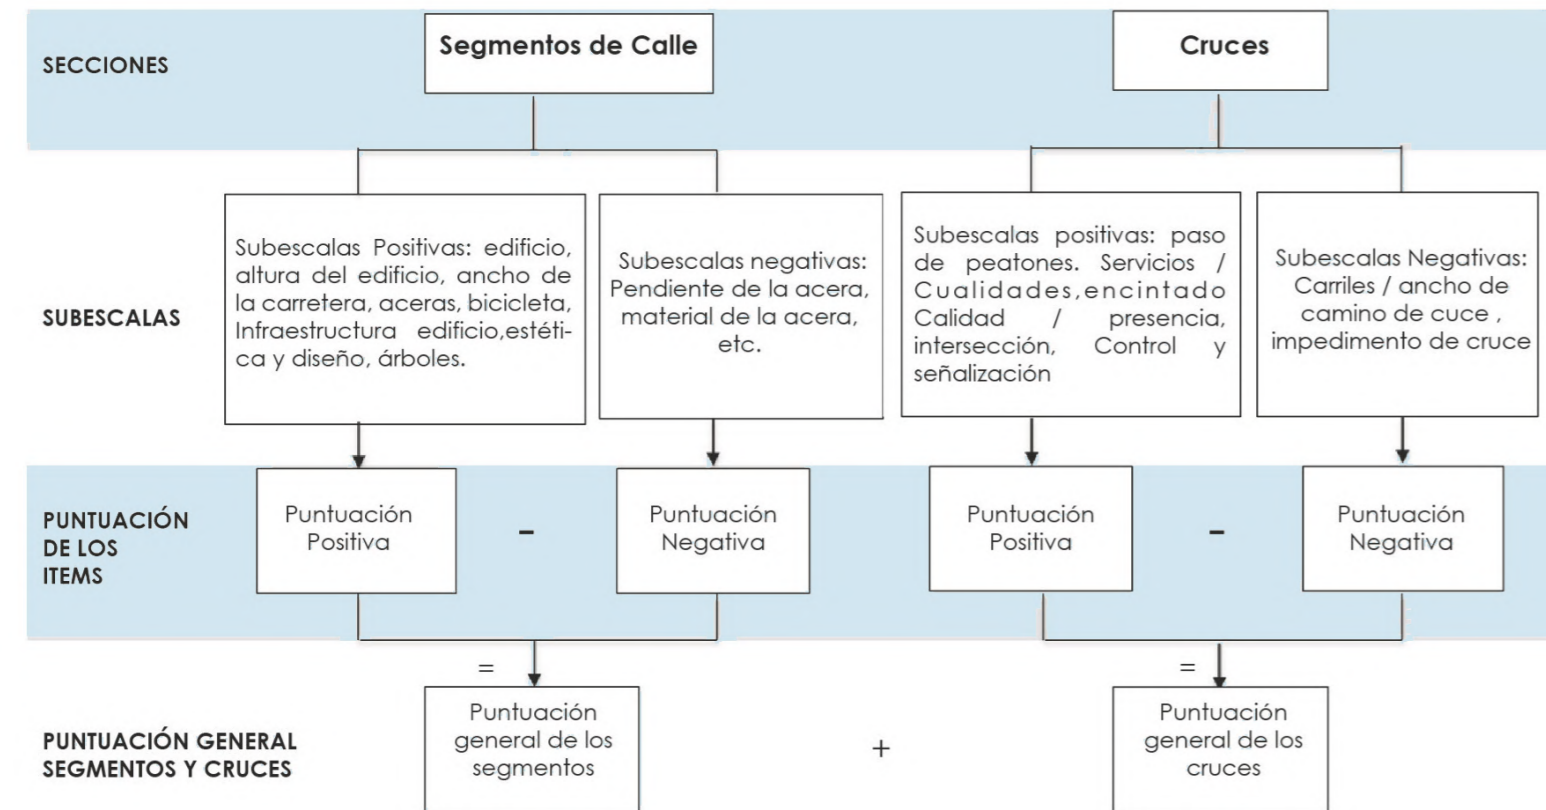 SECCIONES
Segmentos de Calle
Cruces
SUBESCALAS
Subescalas Positivas: edificio,
altura del edificio, ancho de
la carretera, aceras, bicicleta,
Infraestructura edificio,estéti-
ca y diseño, árboles.
Subescalas negativas:
Pendiente de la acera,
material de la acera,
etc.
Subescalas positivas: paso
de peatones. Servicios /
Cualidades,encintado
Calidad / presencia,
intersección, Control y
señalización
Subescalas Negativas:
Carriles / ancho de
camino de cuce ,
impedimento de cruce
PUNTUACIÓN
DE LOS
ITEMS
Puntuación
Positiva
-
Puntuación
Negativa
Puntuación
Positiva
-
Puntuación
Negativa
=
=
PUNTUACIÓN GENERAL
SEGMENTOS Y CRUCES
Puntuación
general de los
segmentos
+
Puntuación
general de los
cruces